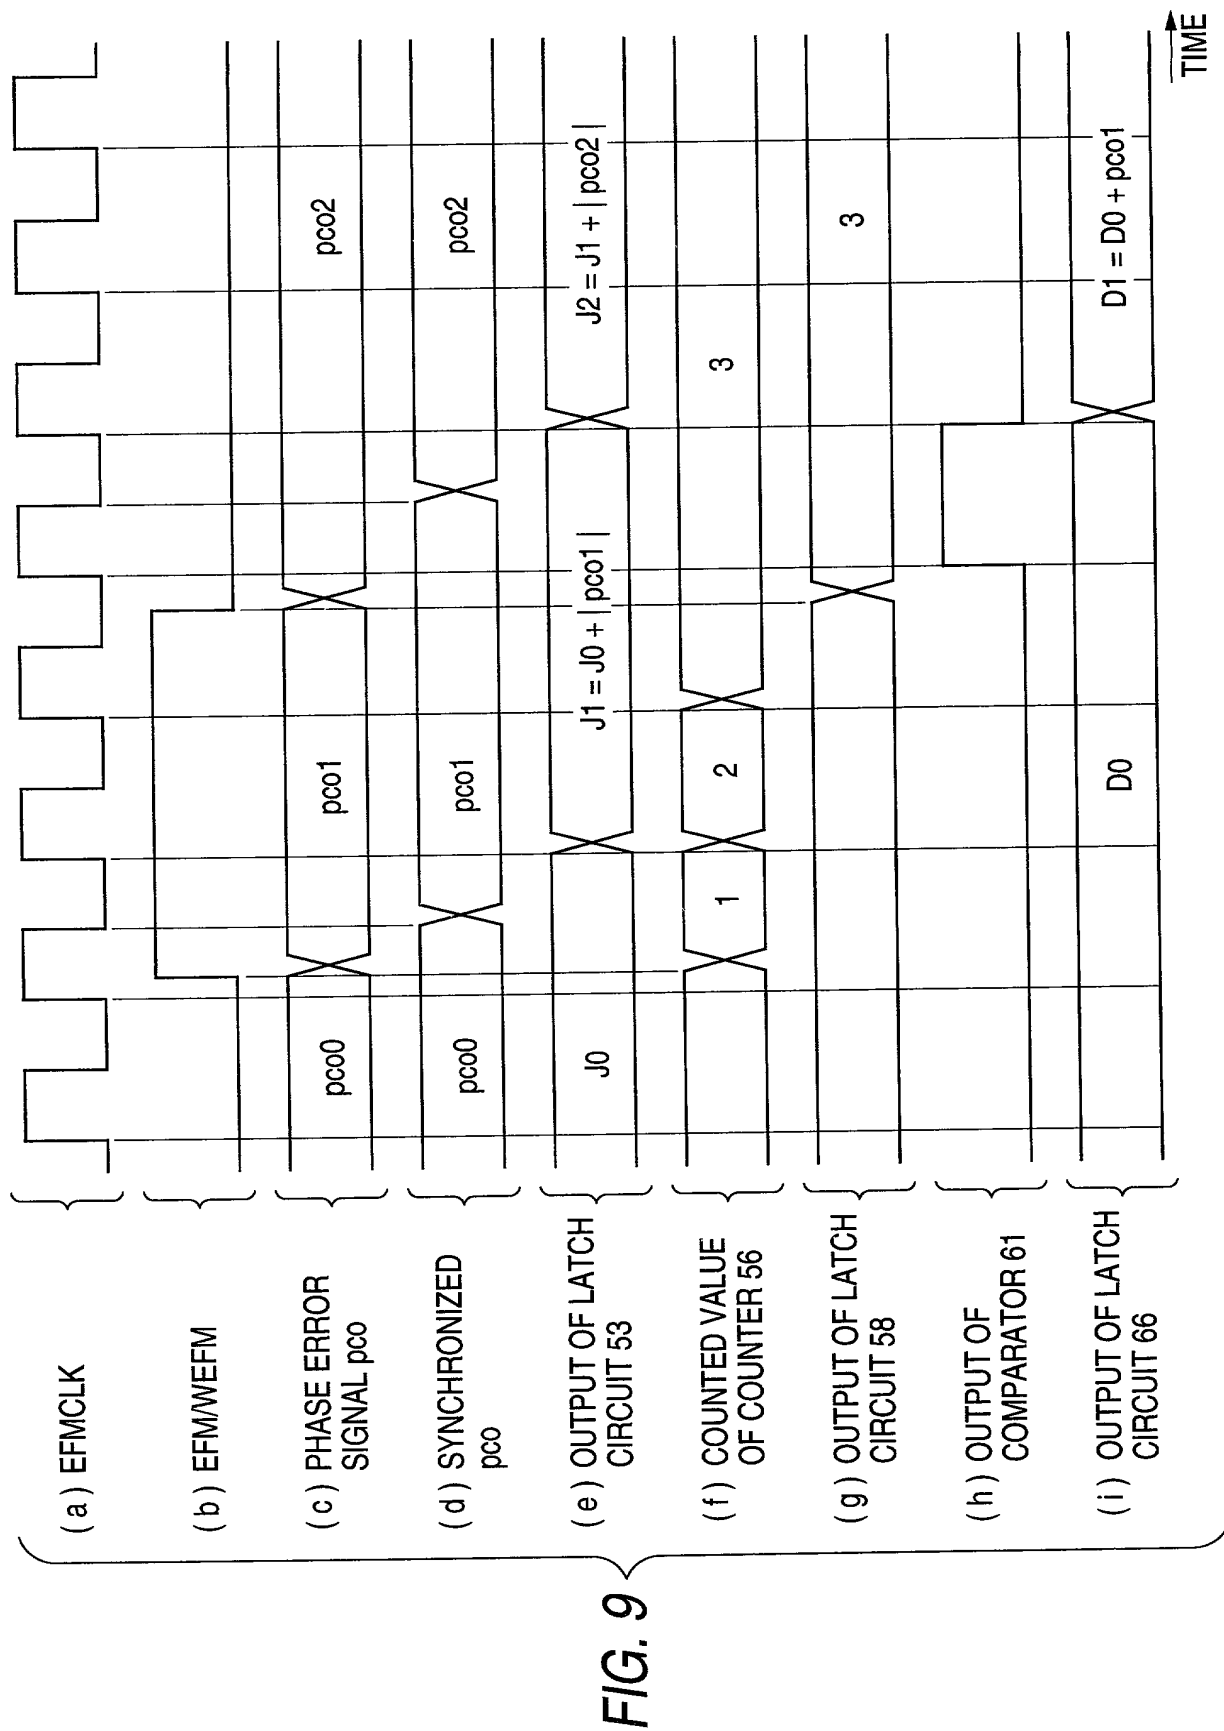 FIG. 9
(a) EFMCLK
(b) EFM/WEFM
(c) PHASE ERROR
SIGNAL pco
pco0
pco1
pco2
(d) SYNCHRONIZED
pco
pco0
pco1
pco2
(e) OUTPUT OF LATCH
CIRCUIT 53
J0
J1 = J0 + | pco1 |
J2 = J1 + | pco2 |
(f) COUNTED VALUE
OF COUNTER 56
1
2
3
(g) OUTPUT OF LATCH
CIRCUIT 58
3
(h) OUTPUT OF
COMPARATOR 61
(i) OUTPUT OF LATCH
CIRCUIT 66
D0
D1 = D0 + pco1
TIME